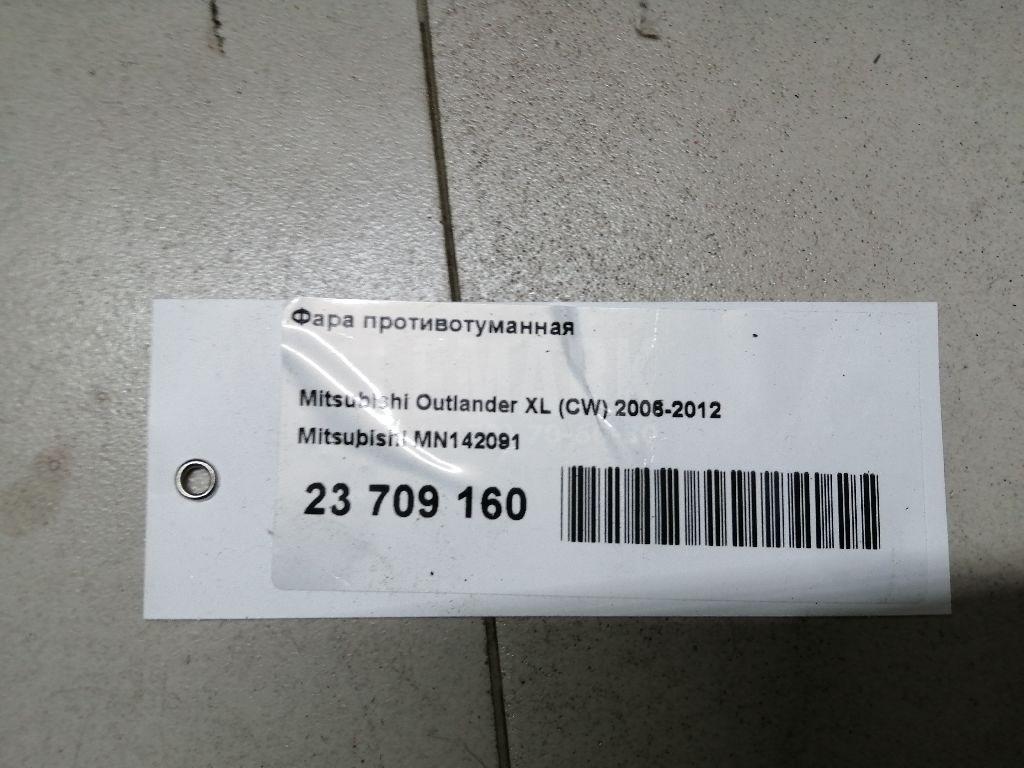 Фара противотуманная
Mitsubishi Outlander XL (CW) 2006-2012
Mitsubishi MN142091
23 709 160